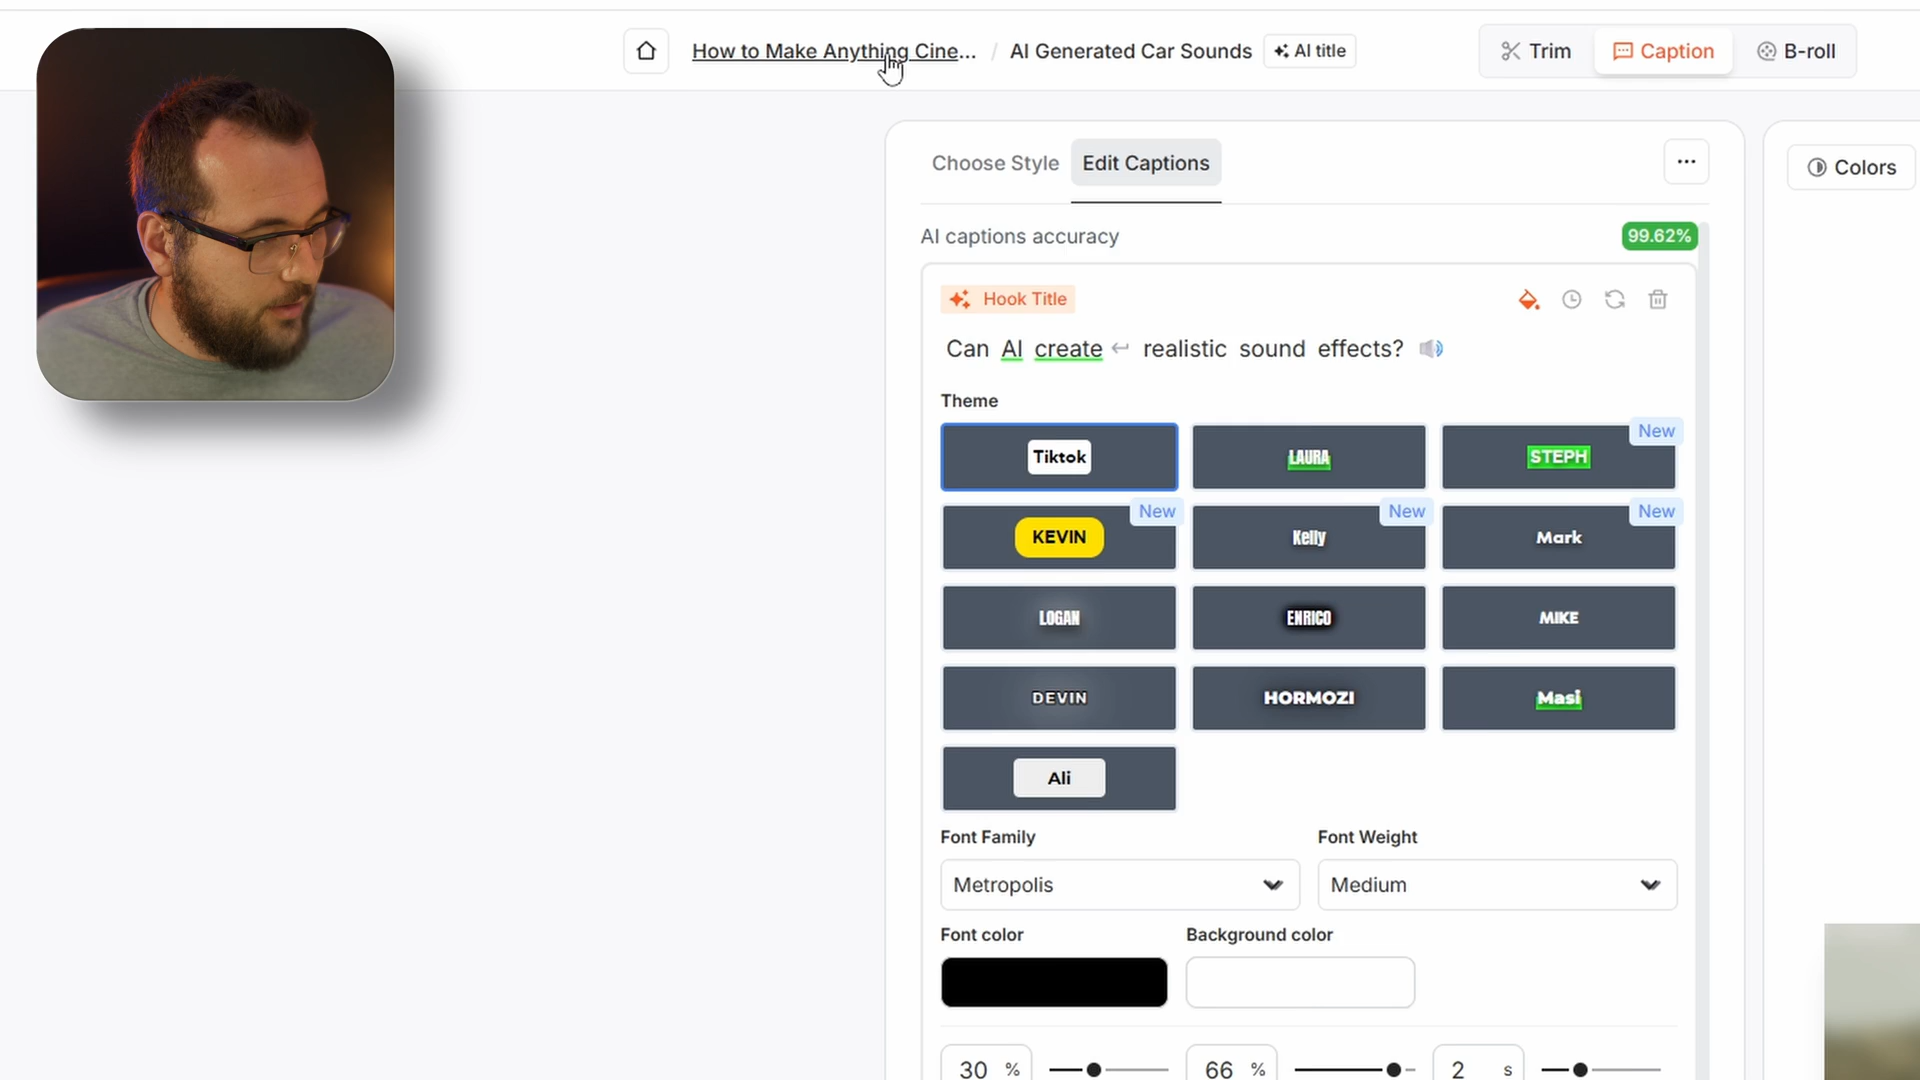 How to Make Anything Cine... / AI Generated Car Sounds AI title Trim Caption B-roll
Choose Style Edit Captions ...
Colors
AI captions accuracy 99.62%
Hook Title
Can AI create realistic sound effects?
Theme
Tiktok LAURA STEPH New
KEVIN New Kelly New Mark New
LOGAN ENRICO MIKE
DEVIN HORMOZI Masi
Ali
Font Family Font Weight
Metropolis Medium
Font color Background color
30 % 66 % 2 s